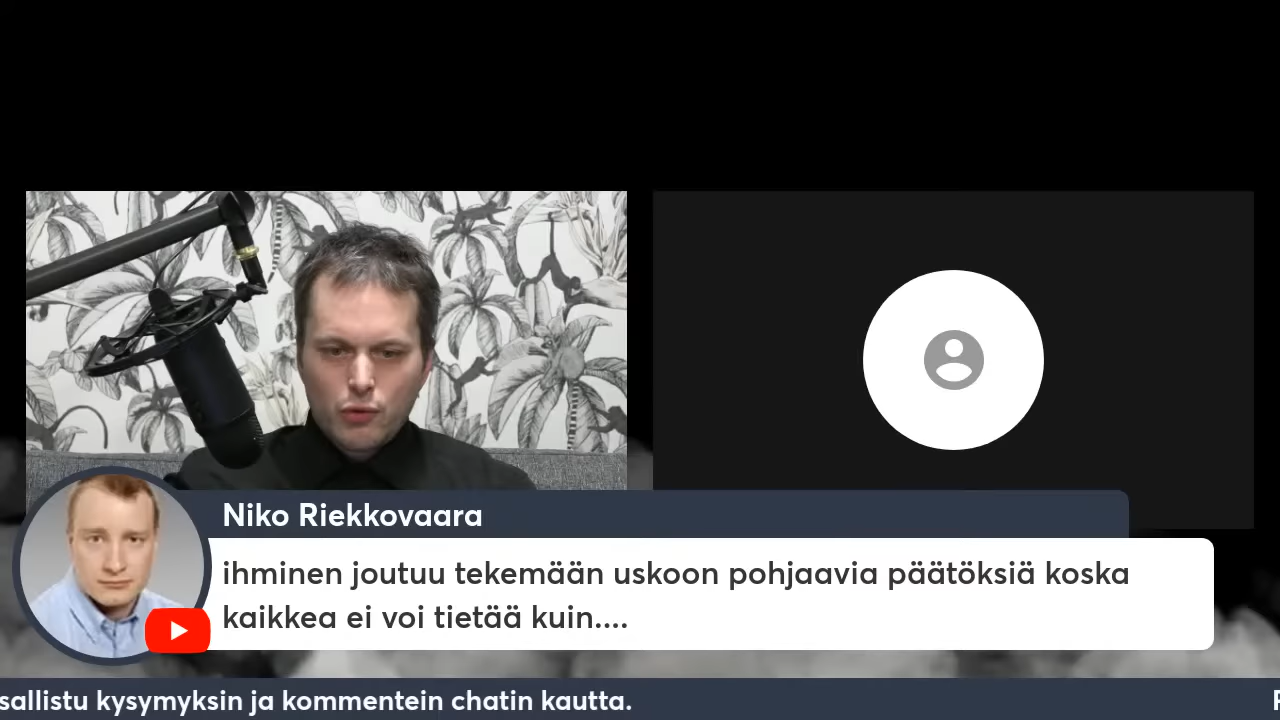 Niko Riekkovaara
ihminen joutuu tekemään uskoon pohjaavia päätöksiä koska
kaikkea ei voi tietää kuin....
sallistu kysymyksin ja kommentein chatin kautta.